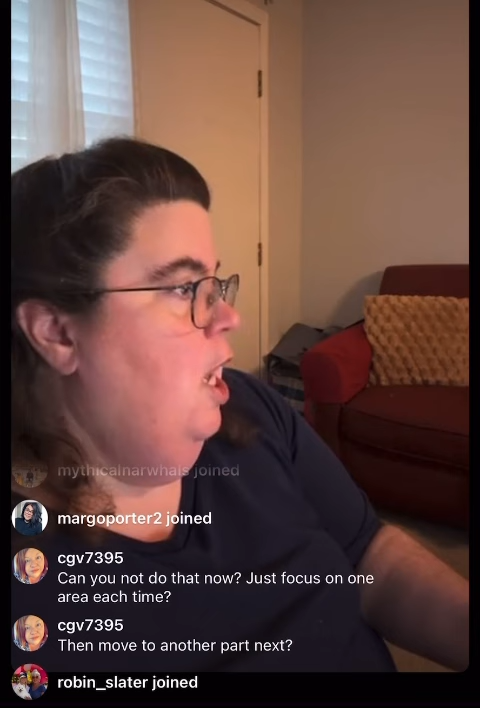 mythicalnarwhals joined
margoporter2 joined
cgv7395
Can you not do that now? Just focus on one
area each time?
cgv7395
Then move to another part next?
robin_slater joined